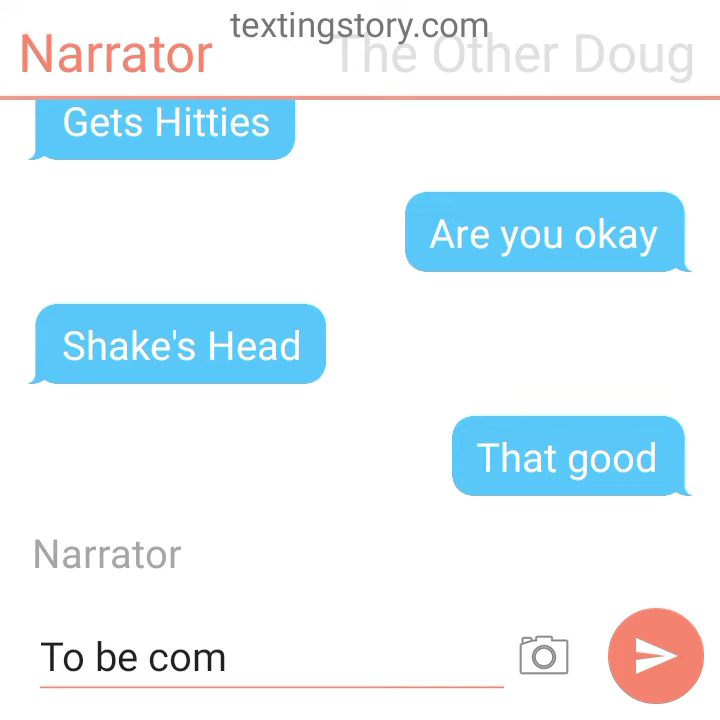 textingstory.com
Narrator The Other Doug
Gets Hitties
Are you okay
Shake's Head
That good
Narrator
To be com